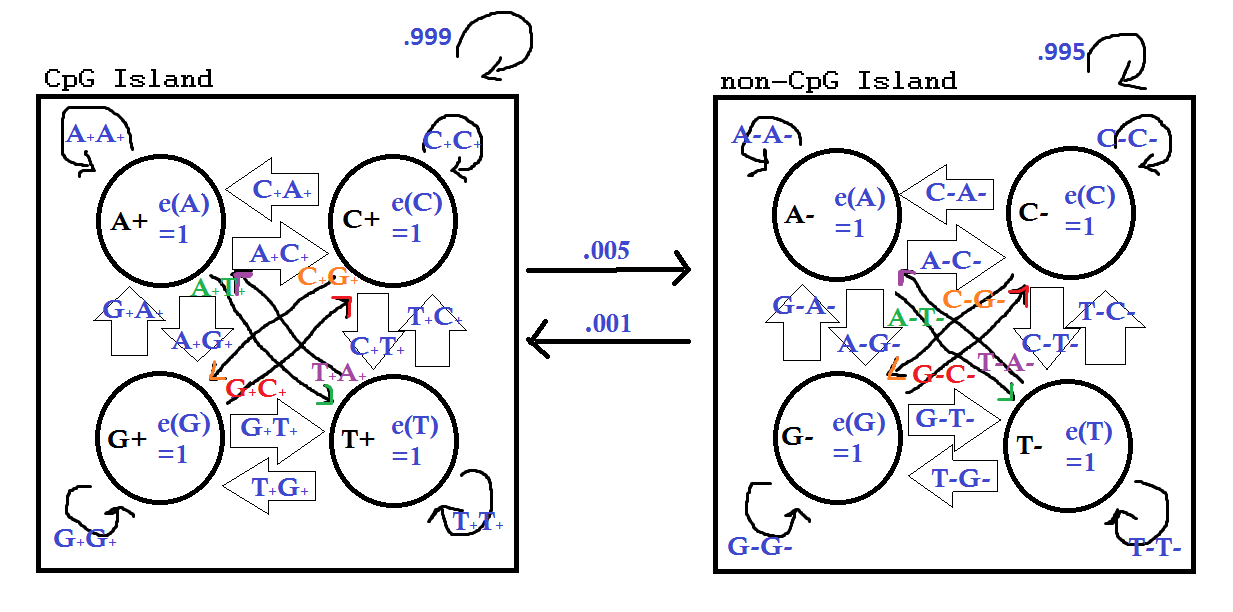 .999
.995
CpG Island
non-CpG Island
A+A+
C+C+
A-A-
C-C-
C+A+
C-A-
A+ e(A)
=1
C+ e(C)
=1
A- e(A)
=1
C- e(C)
=1
A+C+
A-C-
.005
C+G+
A+T+
C-G-
G+A+
T+C+
G-A-
T-C-
A-T-
.001
A+G+
C+T+
A-G-
C-T-
T+A+
T-A-
G+C+
G-C-
G+ e(G)
=1
G+T+
T+ e(T)
=1
G- e(G)
=1
G-T-
T- e(T)
=1
T+G+
T-G-
G+G+
T+T+
G-G-
T-T-